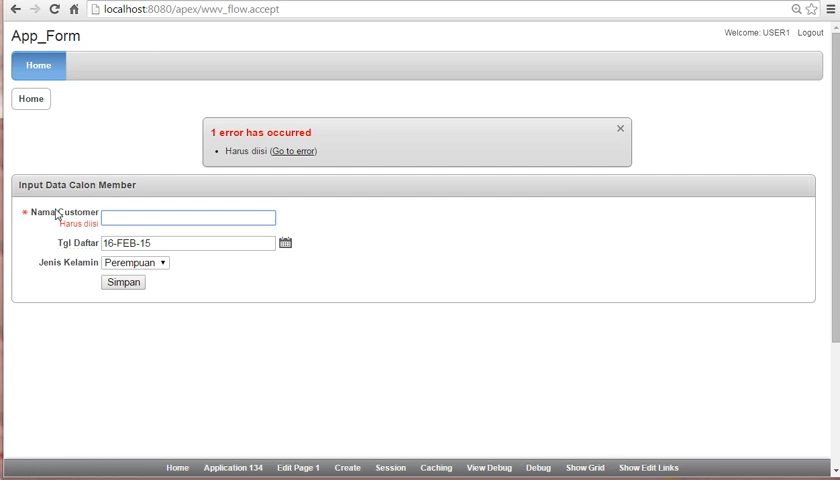 localhost:8080/apex/wwv_flow.accept
App_Form
Welcome: USER1 Logout
Home
Home
1 error has occurred
Harus diisi (Go to error)
Input Data Calon Member
Nama Customer
Harus diisi
Tgl Daftar 16-FEB-15
Jenis Kelamin Perempuan
Simpan
Home Application 134 Edit Page 1 Create Session Caching View Debug Debug Show Grid Show Edit Links